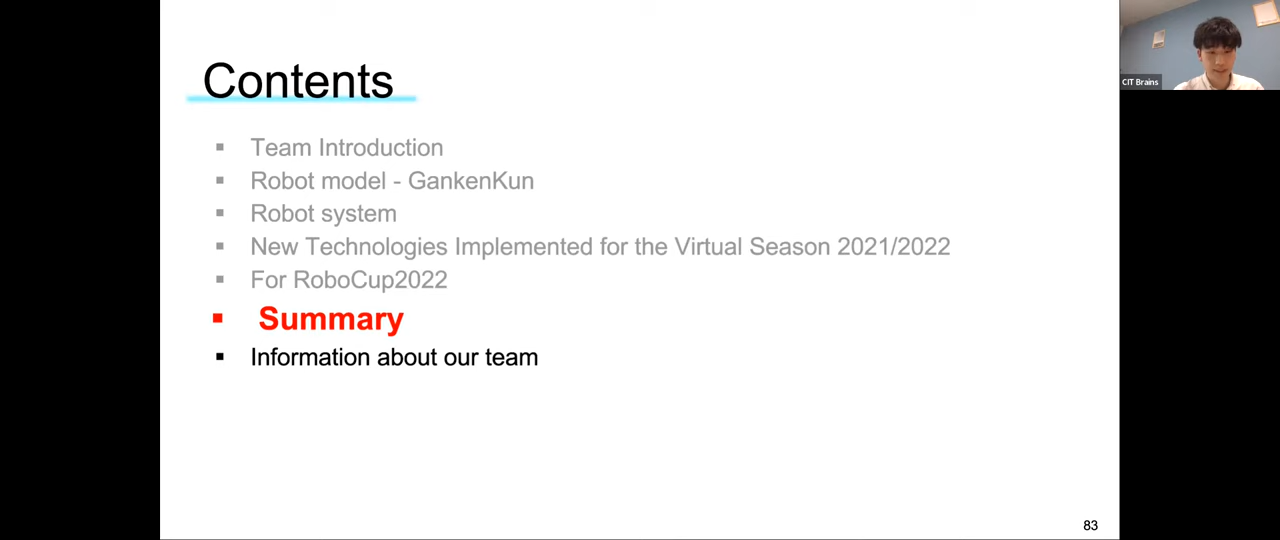 Contents
▪ Team Introduction
▪ Robot model - GankenKun
▪ Robot system
▪ New Technologies Implemented for the Virtual Season 2021/2022
▪ For RoboCup2022
▪ Summary
▪ Information about our team
83
CIT Brains